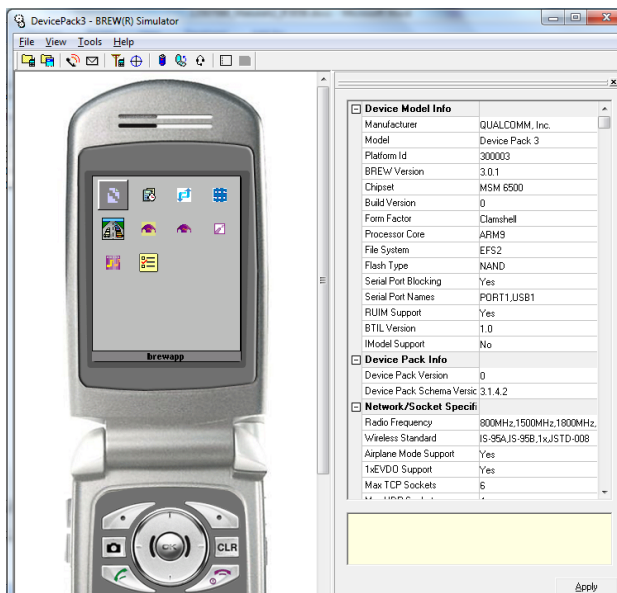 DevicePack3 - BREW(R) Simulator
File View Tools Help
brewapp
OK
CLR
Device Model Info
Manufacturer QUALCOMM, Inc.
Model Device Pack 3
Platform Id 300003
BREW Version 3.0.1
Chipset MSM 6500
Build Version 0
Form Factor Clamshell
Processor Core ARM9
File System EFS2
Flash Type NAND
Serial Port Blocking Yes
Serial Port Names PORT1,USB1
RUIM Support Yes
BTIL Version 1.0
IModel Support No
Device Pack Info
Device Pack Version 0
Device Pack Schema Versic 3.1.4.2
Network/Socket Specifi
Radio Frequency 800MHz,1500MHz,1800MHz,
Wireless Standard IS-95A,IS-95B,1x,JSTD-008
Airplane Mode Support Yes
1xEVDO Support Yes
Max TCP Sockets 6
Apply